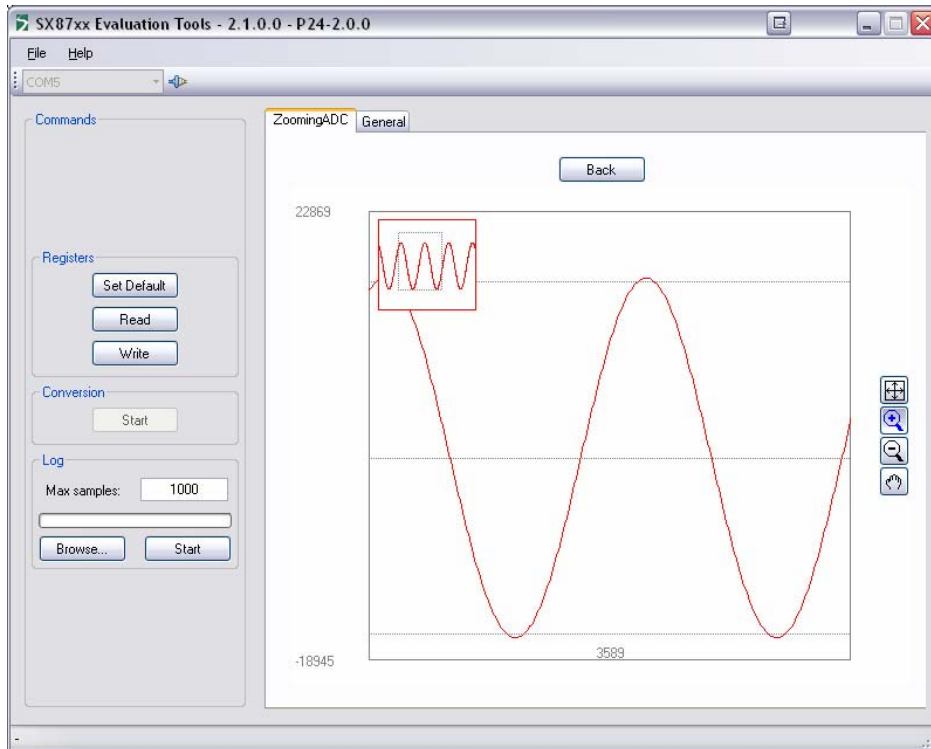 SX87xx Evaluation Tools - 2.1.0.0 - P24-2.0.0
File Help
COM5
Commands
ZoomingADC General
Back
22869
Registers
Set Default
Read
Write
Conversion
Start
Log
Max samples: 1000
Browse... Start
3589
-18945
-